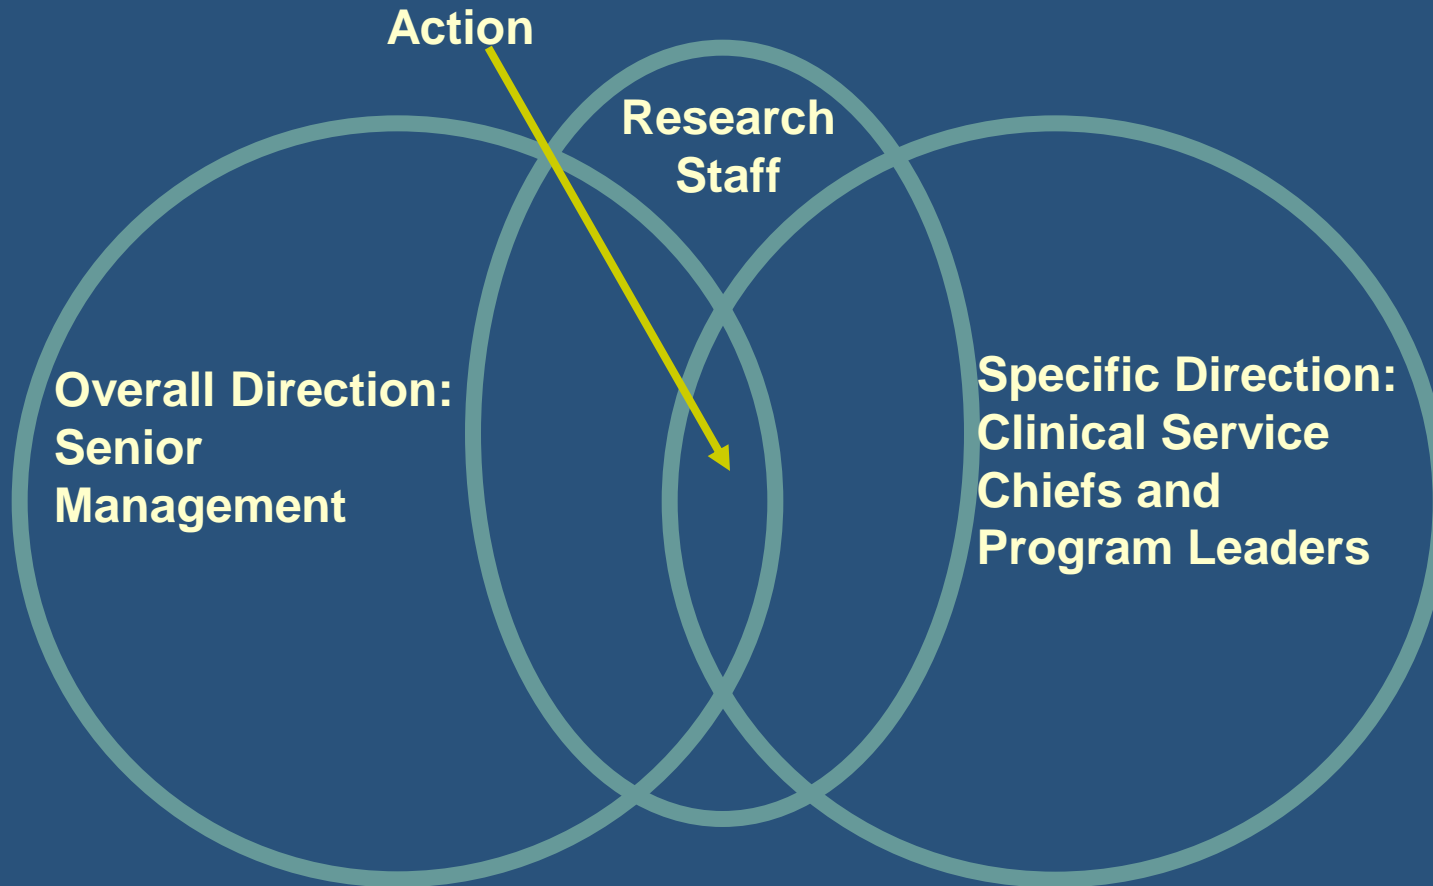 Action
Research
Staff
Overall Direction:
Senior
Management
Specific Direction:
Clinical Service
Chiefs and
Program Leaders